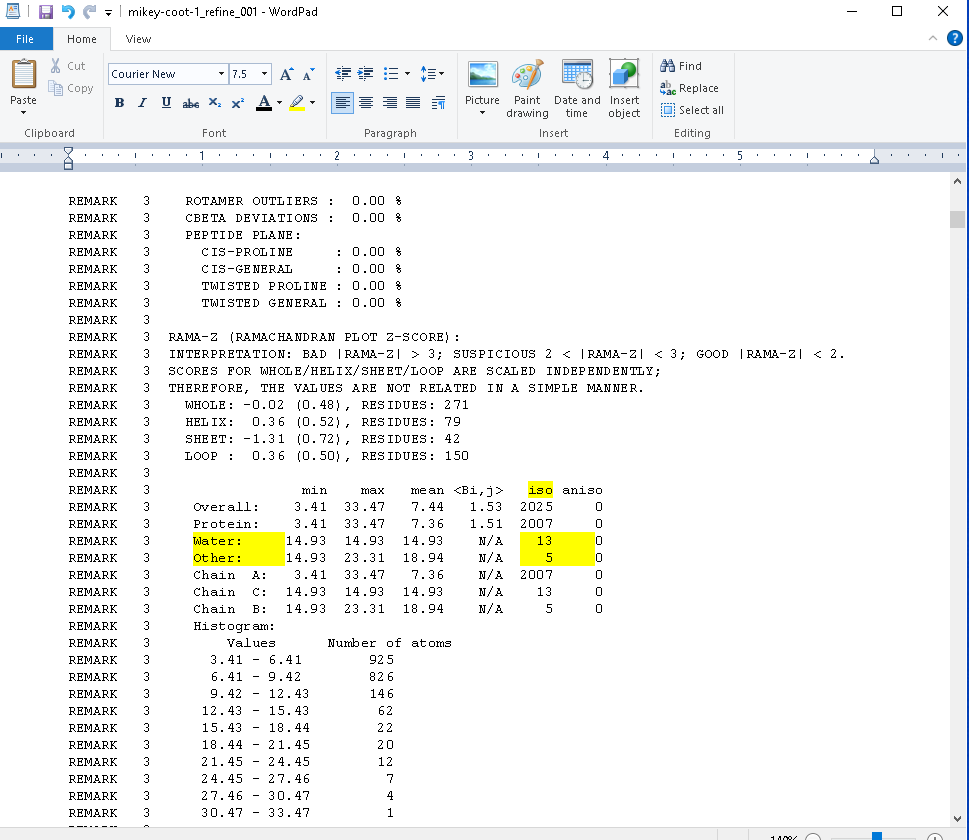 mikey-coot-1_refine_001 - WordPad
File Home View
Paste Cut Copy
Clipboard
Courier New 7.5
B I U abc X2 X2 A
Font
Paragraph
Picture Paint drawing Date and time Insert object
Insert
Find
Replace
Select all
Editing
1 2 3 4 5
REMARK   3    ROTAMER OUTLIERS :  0.00 %
REMARK   3    CBETA DEVIATIONS :  0.00 %
REMARK   3    PEPTIDE PLANE:
REMARK   3      CIS-PROLINE     : 0.00 %
REMARK   3      CIS-GENERAL     : 0.00 %
REMARK   3      TWISTED PROLINE : 0.00 %
REMARK   3      TWISTED GENERAL : 0.00 %
REMARK   3
REMARK   3  RAMA-Z (RAMACHANDRAN PLOT Z-SCORE):
REMARK   3  INTERPRETATION: BAD |RAMA-Z| > 3; SUSPICIOUS 2 < |RAMA-Z| < 3; GOOD |RAMA-Z| < 2.
REMARK   3  SCORES FOR WHOLE/HELIX/SHEET/LOOP ARE SCALED INDEPENDENTLY;
REMARK   3  THEREFORE, THE VALUES ARE NOT RELATED IN A SIMPLE MANNER.
REMARK   3    WHOLE: -0.02 (0.48), RESIDUES: 271
REMARK   3    HELIX:  0.36 (0.52), RESIDUES: 79
REMARK   3    SHEET: -1.31 (0.72), RESIDUES: 42
REMARK   3    LOOP :  0.36 (0.50), RESIDUES: 150
REMARK   3
REMARK   3                  min    max   mean <Bi,j>   iso aniso
REMARK   3     Overall:    3.41  33.47   7.44   1.53  2025     0
REMARK   3     Protein:    3.41  33.47   7.36   1.51  2007     0
REMARK   3     Water:     14.93  14.93  14.93    N/A    13     0
REMARK   3     Other:     14.93  23.31  18.94    N/A     5     0
REMARK   3     Chain  A:   3.41  33.47   7.36    N/A  2007     0
REMARK   3     Chain  C:  14.93  14.93  14.93    N/A    13     0
REMARK   3     Chain  B:  14.93  23.31  18.94    N/A     5     0
REMARK   3     Histogram:
REMARK   3         Values      Number of atoms
REMARK   3       3.41 - 6.41        925
REMARK   3       6.41 - 9.42        826
REMARK   3       9.42 - 12.43       146
REMARK   3      12.43 - 15.43        62
REMARK   3      15.43 - 18.44        22
REMARK   3      18.44 - 21.45        20
REMARK   3      21.45 - 24.45        12
REMARK   3      24.45 - 27.46         7
REMARK   3      27.46 - 30.47         4
REMARK   3      30.47 - 33.47         1